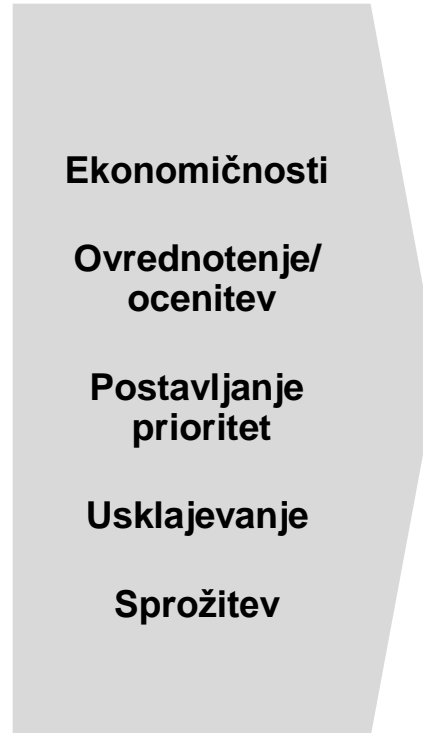 Ekonomičnosti
Ovrednotenje/
ocenitev
Postavljanje
prioritet
Usklajevanje
Sprožitev